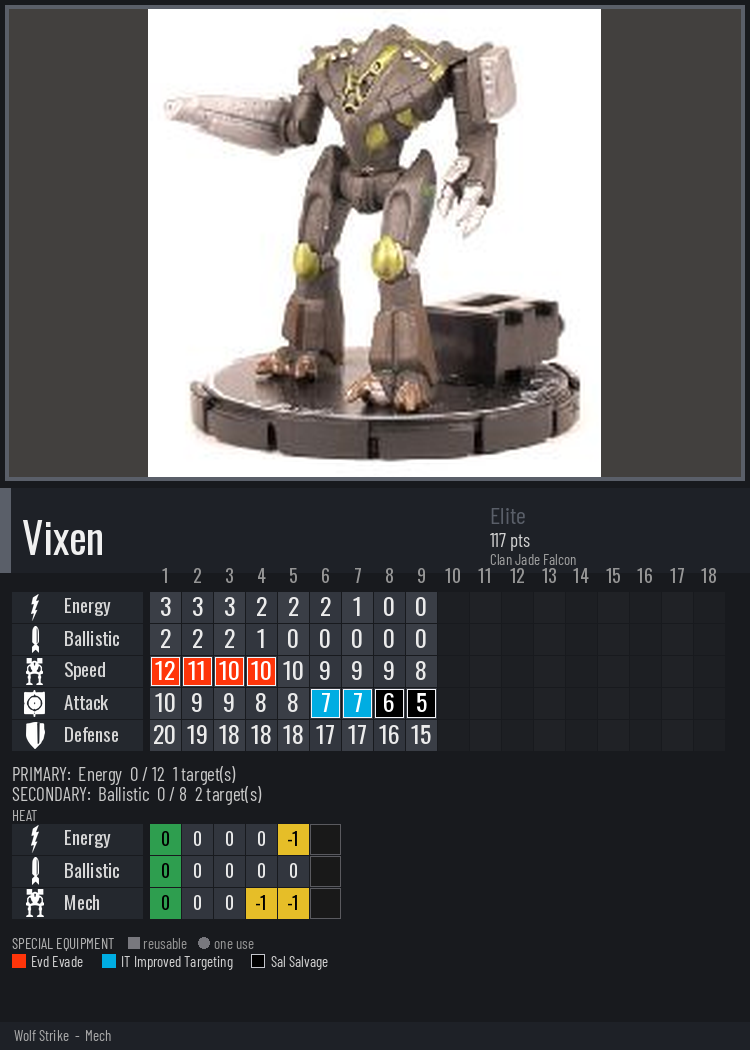 Vixen
Elite
117 pts
Clan Jade Falcon
1 2 3 4 5 6 7 8 9 10 11 12 13 14 15 16 17 18
Energy 3 3 3 2 2 2 1 0 0
Ballistic 2 2 2 1 0 0 0 0 0
Speed 12 11 10 10 10 9 9 9 8
Attack 10 9 9 8 8 7 7 6 5
Defense 20 19 18 18 18 17 17 16 15
PRIMARY: Energy 0 / 12 1 target(s)
SECONDARY: Ballistic 0 / 8 2 target(s)
HEAT
Energy 0 0 0 0 -1
Ballistic 0 0 0 0 0
Mech 0 0 0 -1 -1
SPECIAL EQUIPMENT reusable one use
Evd Evade IT Improved Targeting Sal Salvage
Wolf Strike - Mech